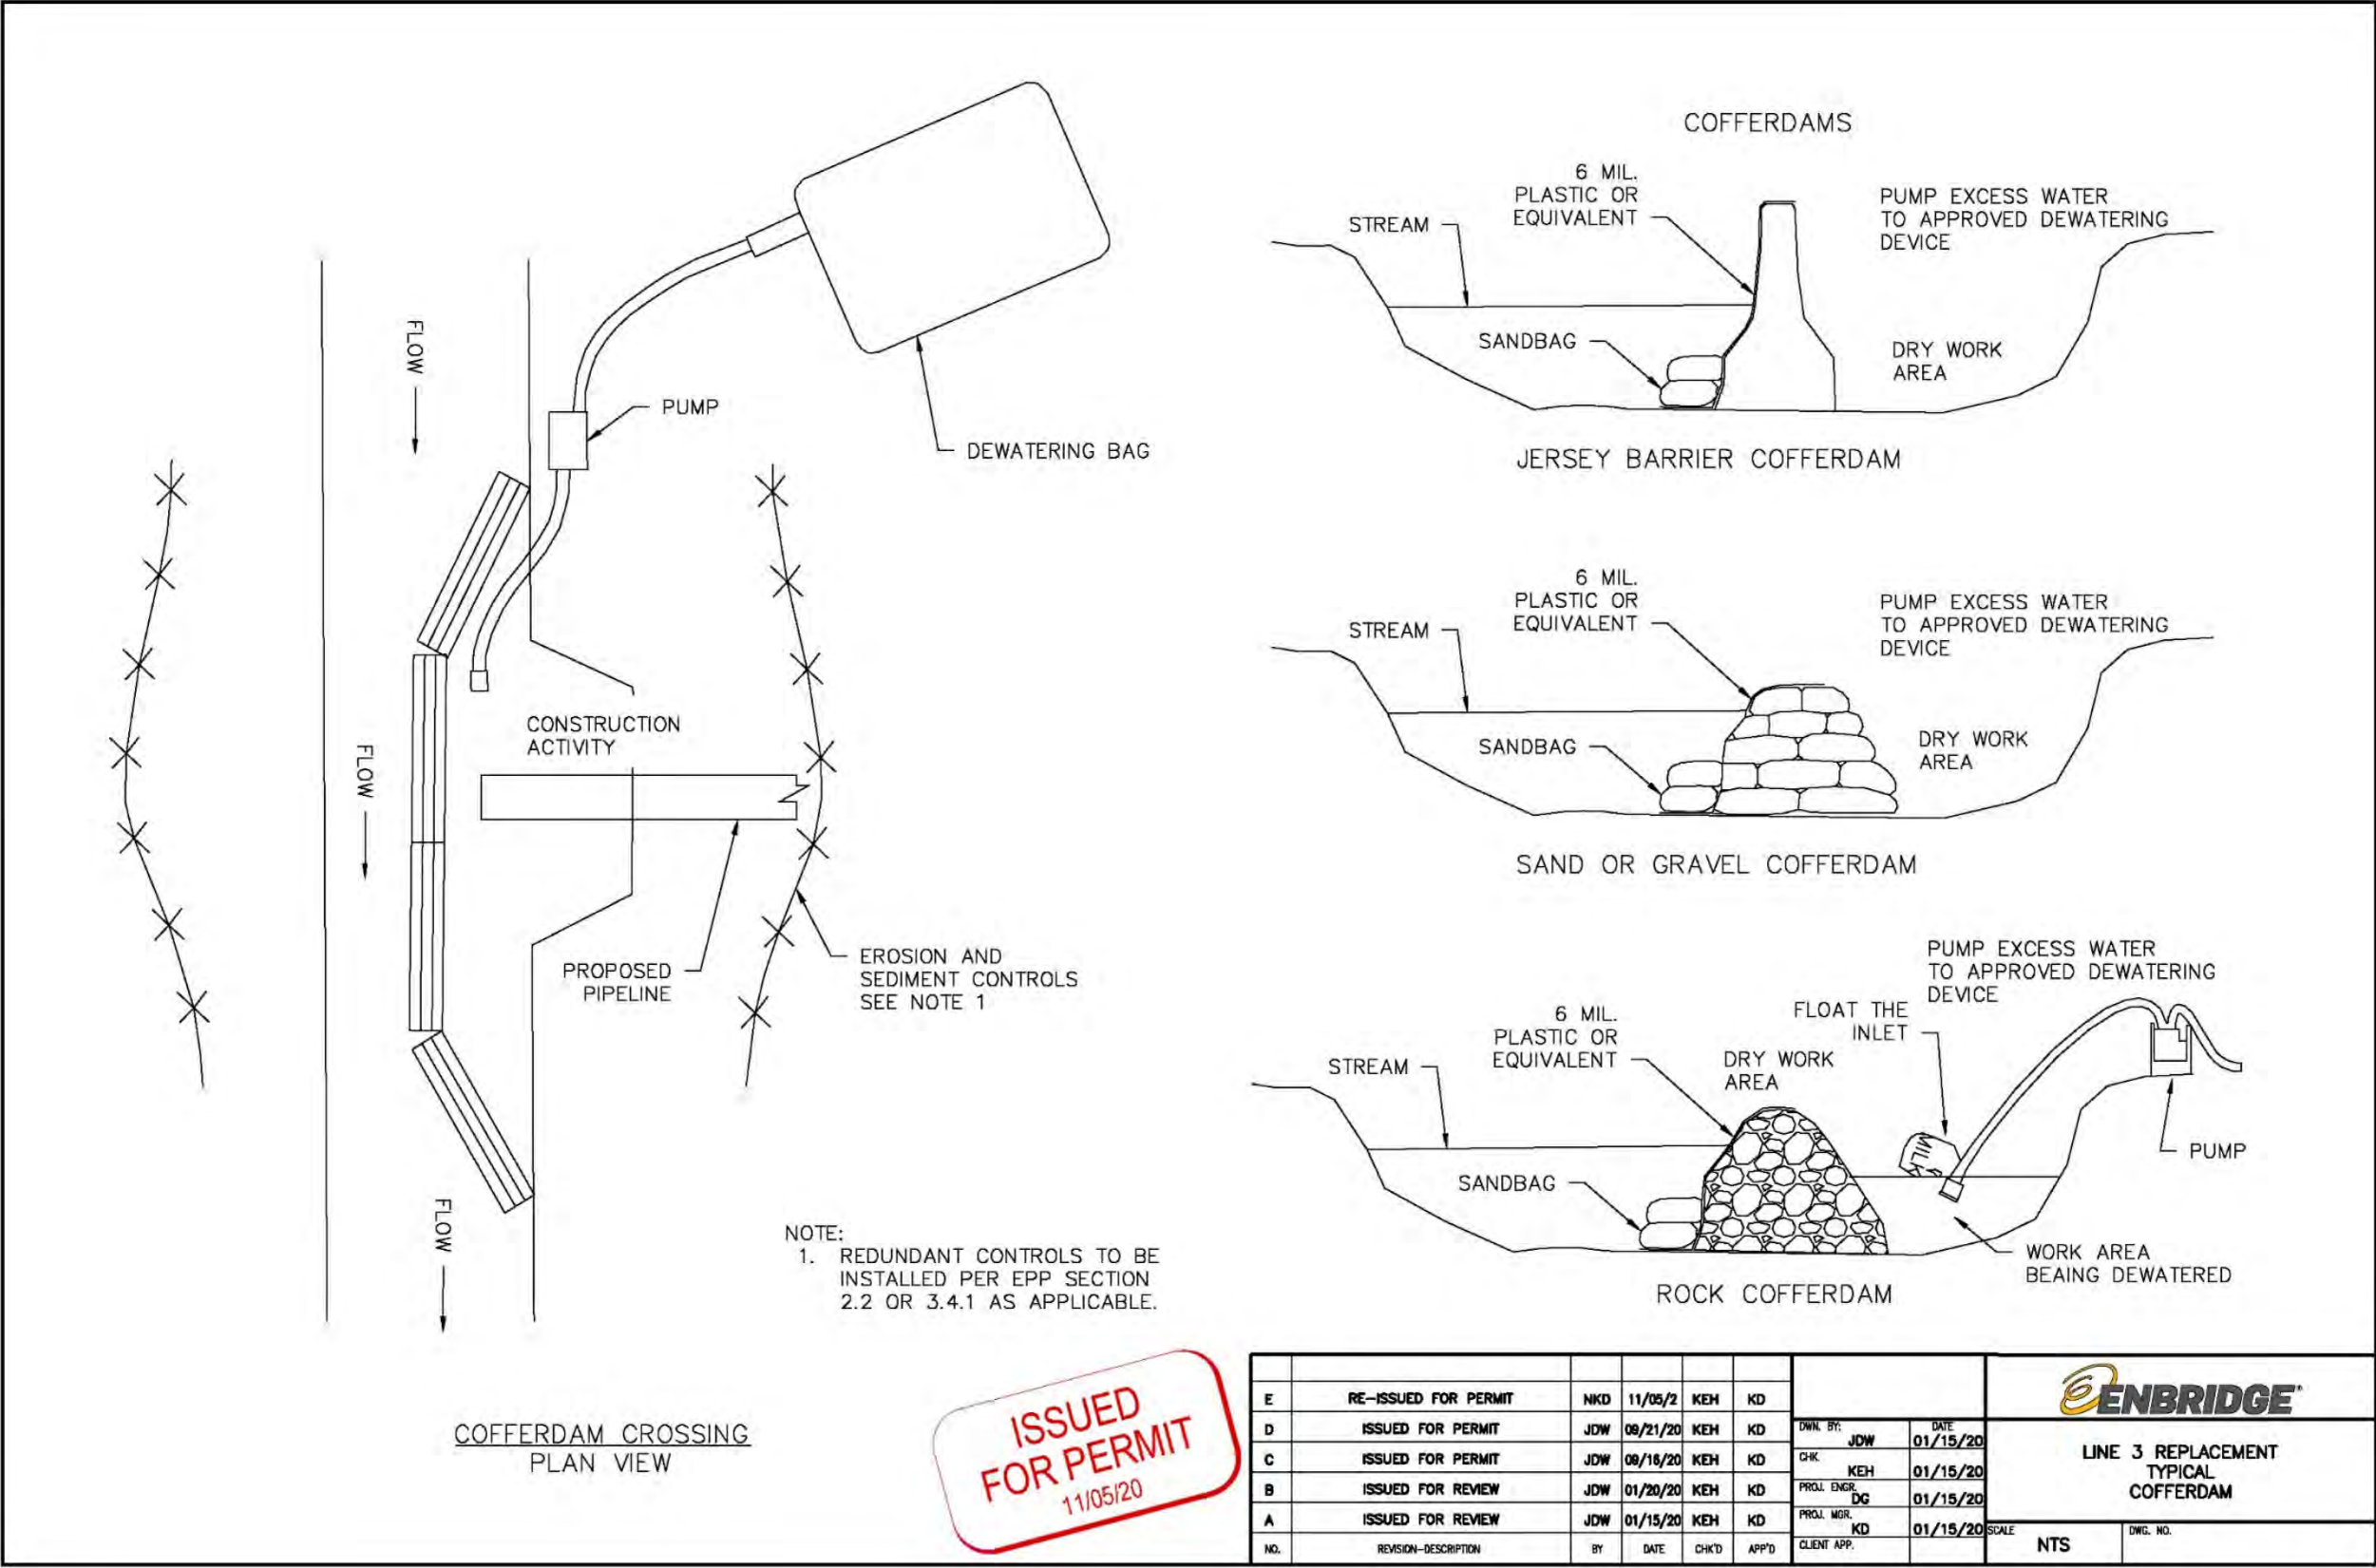 FLOW
PUMP
DEWATERING BAG
CONSTRUCTION
ACTIVITY
FLOW
PROPOSED
PIPELINE
EROSION AND
SEDIMENT CONTROLS
SEE NOTE 1
FLOW
NOTE:
1. REDUNDANT CONTROLS TO BE
INSTALLED PER EPP SECTION
2.2 OR 3.4.1 AS APPLICABLE.
COFFERDAM CROSSING
PLAN VIEW
COFFERDAMS
6 MIL.
PLASTIC OR
EQUIVALENT
STREAM
PUMP EXCESS WATER
TO APPROVED DEWATERING
DEVICE
SANDBAG
DRY WORK
AREA
JERSEY BARRIER COFFERDAM
6 MIL.
PLASTIC OR
EQUIVALENT
STREAM
PUMP EXCESS WATER
TO APPROVED DEWATERING
DEVICE
SANDBAG
DRY WORK
AREA
SAND OR GRAVEL COFFERDAM
PUMP EXCESS WATER
TO APPROVED DEWATERING
DEVICE
FLOAT THE
INLET
6 MIL.
PLASTIC OR
EQUIVALENT
DRY WORK
AREA
STREAM
MILK
PUMP
SANDBAG
WORK AREA
BEAING DEWATERED
ROCK COFFERDAM
ISSUED
FOR PERMIT
11/05/20
E RE-ISSUED FOR PERMIT NKD 11/05/2 KEH KD
D ISSUED FOR PERMIT JDW 09/21/20 KEH KD
C ISSUED FOR PERMIT JDW 09/16/20 KEH KD
B ISSUED FOR REVIEW JDW 01/20/20 KEH KD
A ISSUED FOR REVIEW JDW 01/15/20 KEH KD
NO. REVISION-DESCRIPTION BY DATE CHK'D APP'D
DWN. BY: JDW DATE 01/15/20
CHK. KEH 01/15/20
PROJ. ENGR. DG 01/15/20
PROJ. MGR. KD 01/15/20
CLIENT APP.
ENBRIDGE
LINE 3 REPLACEMENT
TYPICAL
COFFERDAM
SCALE NTS
DWG. NO.